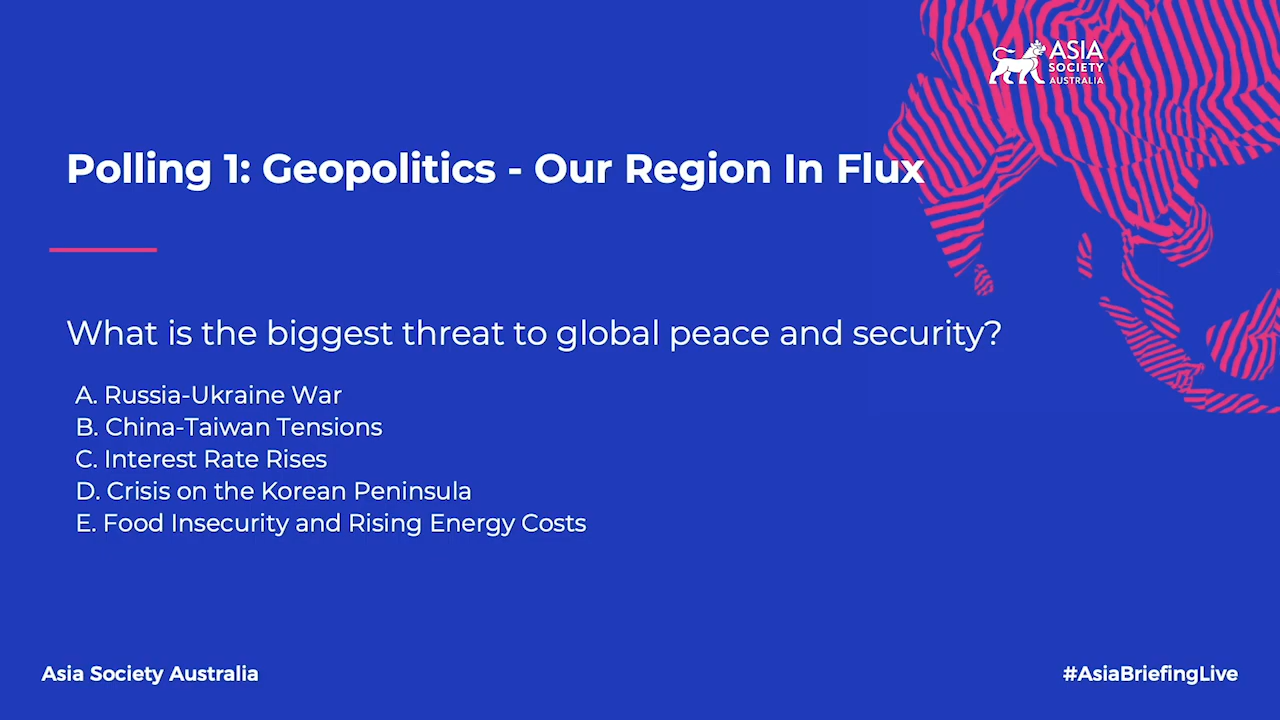 ASIA
SOCIETY
AUSTRALIA
Polling 1: Geopolitics - Our Region In Flux
What is the biggest threat to global peace and security?
A. Russia-Ukraine War
B. China-Taiwan Tensions
C. Interest Rate Rises
D. Crisis on the Korean Peninsula
E. Food Insecurity and Rising Energy Costs
Asia Society Australia
#AsiaBriefingLive